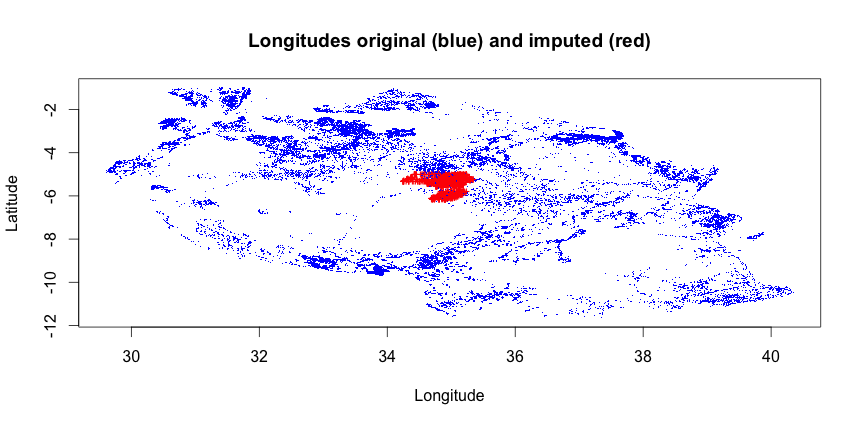 Longitudes original (blue) and imputed (red)
Latitude
-2
-4
-6
-8
-10
-12
30 32 34 36 38 40
Longitude